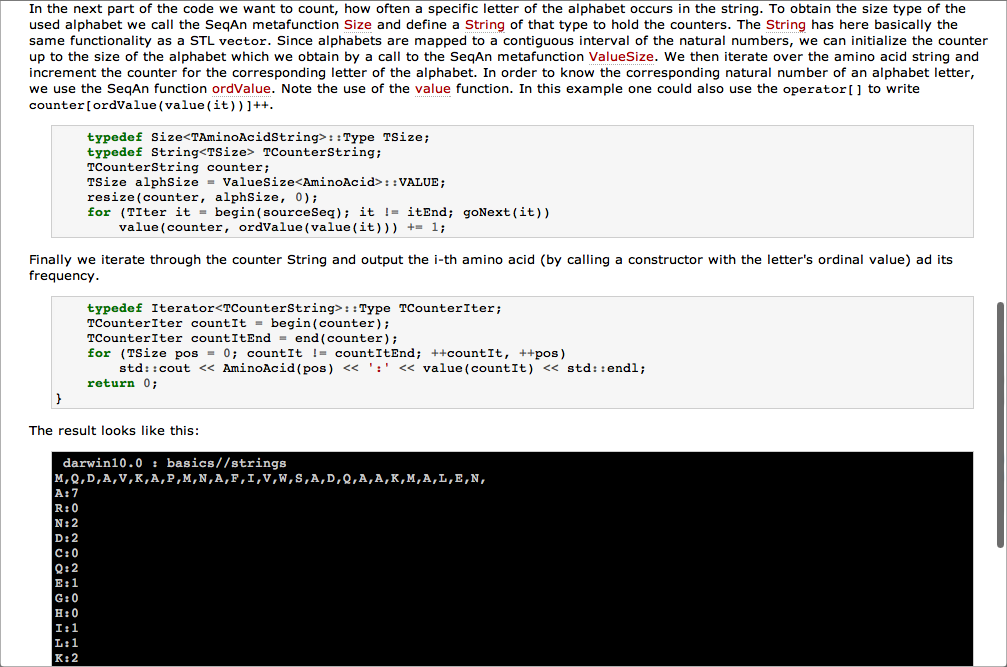 In the next part of the code we want to count, how often a specific letter of the alphabet occurs in the string. To obtain the size type of the
used alphabet we call the SeqAn metafunction Size and define a String of that type to hold the counters. The String has here basically the
same functionality as a STL vector. Since alphabets are mapped to a contiguous interval of the natural numbers, we can initialize the counter
up to the size of the alphabet which we obtain by a call to the SeqAn metafunction ValueSize. We then iterate over the amino acid string and
increment the counter for the corresponding letter of the alphabet. In order to know the corresponding natural number of an alphabet letter,
we use the SeqAn function ordValue. Note the use of the value function. In this example one could also use the operator[] to write
counter[ordValue(value(it))]++.
typedef Size<TAminoAcidString>::Type TSize;
typedef String<TSize> TCounterString;
TCounterString counter;
TSize alphSize = ValueSize<AminoAcid>::VALUE;
resize(counter, alphSize, 0);
for (TIter it = begin(sourceSeq); it != itEnd; goNext(it))
value(counter, ordValue(value(it))) += 1;
Finally we iterate through the counter String and output the i-th amino acid (by calling a constructor with the letter's ordinal value) ad its
frequency.
typedef Iterator<TCounterString>::Type TCounterIter;
TCounterIter countIt = begin(counter);
TCounterIter countItEnd = end(counter);
for (TSize pos = 0; countIt != countItEnd; ++countIt, ++pos)
std::cout << AminoAcid(pos) << ':' << value(countIt) << std::endl;
return 0;
}
The result looks like this:
darwin10.0 : basics//strings
M,Q,D,A,V,K,A,P,M,N,A,F,I,V,W,S,A,D,Q,A,A,K,M,A,L,E,N,
A:7
R:0
N:2
D:2
C:0
Q:2
E:1
G:0
H:0
I:1
L:1
K:2